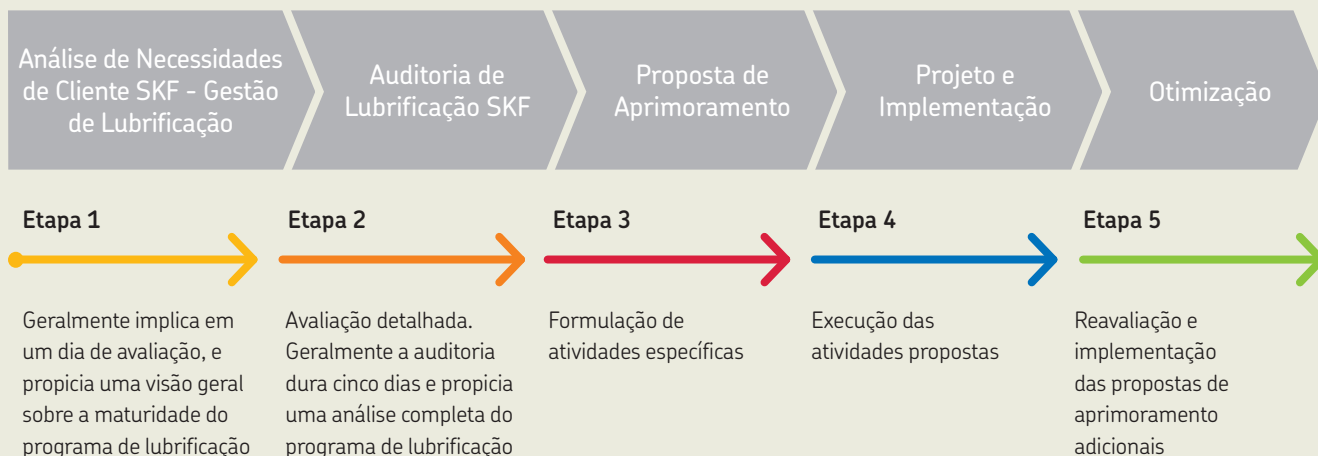 Análise de Necessidades
de Cliente SKF - Gestão
de Lubrificação
Auditoria de
Lubrificação SKF
Proposta de
Aprimoramento
Projeto e
Implementação
Otimização
Etapa 1
Geralmente implica em
um dia de avaliação, e
propicia uma visão geral
sobre a maturidade do
programa de lubrificação
Etapa 2
Avaliação detalhada.
Geralmente a auditoria
dura cinco dias e propicia
uma análise completa do
programa de lubrificação
Etapa 3
Formulação de
atividades específicas
Etapa 4
Execução das
atividades propostas
Etapa 5
Reavaliação e
implementação
das propostas de
aprimoramento
adicionais